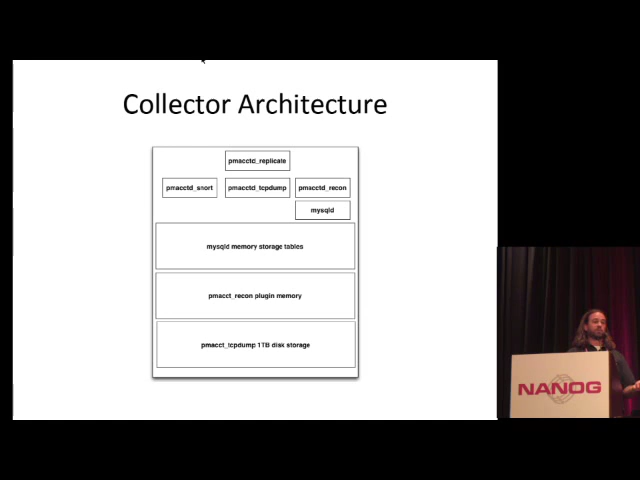 Collector Architecture
pmacctd_replicate
pmacctd_snort pmacctd_tcpdump pmacctd_recon
mysqld
mysqld memory storage tables
pmacct_recon plugin memory
pmacct_tcpdump 1TB disk storage
NANOG